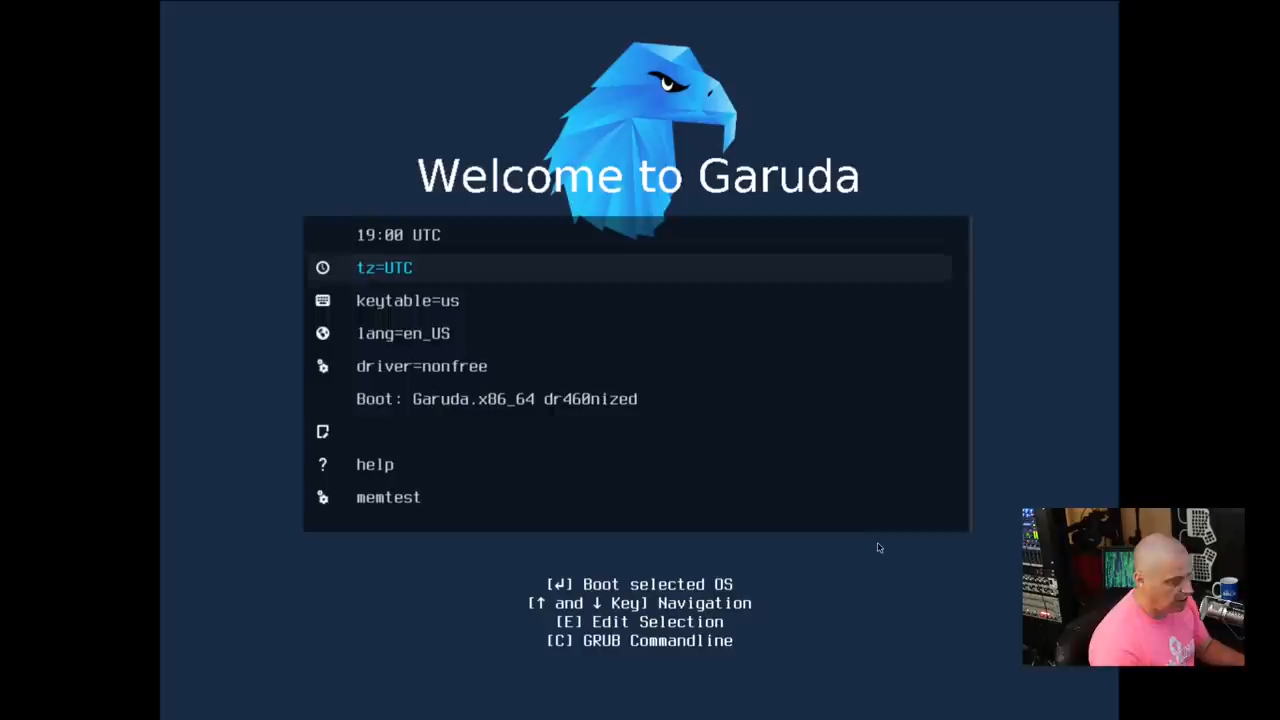 Welcome to Garuda
19:00 UTC
tz=UTC
keytable=us
lang=en_US
driver=nonfree
Boot: Garuda.x86_64 dr460nized
? help
memtest
[↵] Boot selected OS
[↑ and ↓ Key] Navigation
[E] Edit Selection
[C] GRUB Commandline